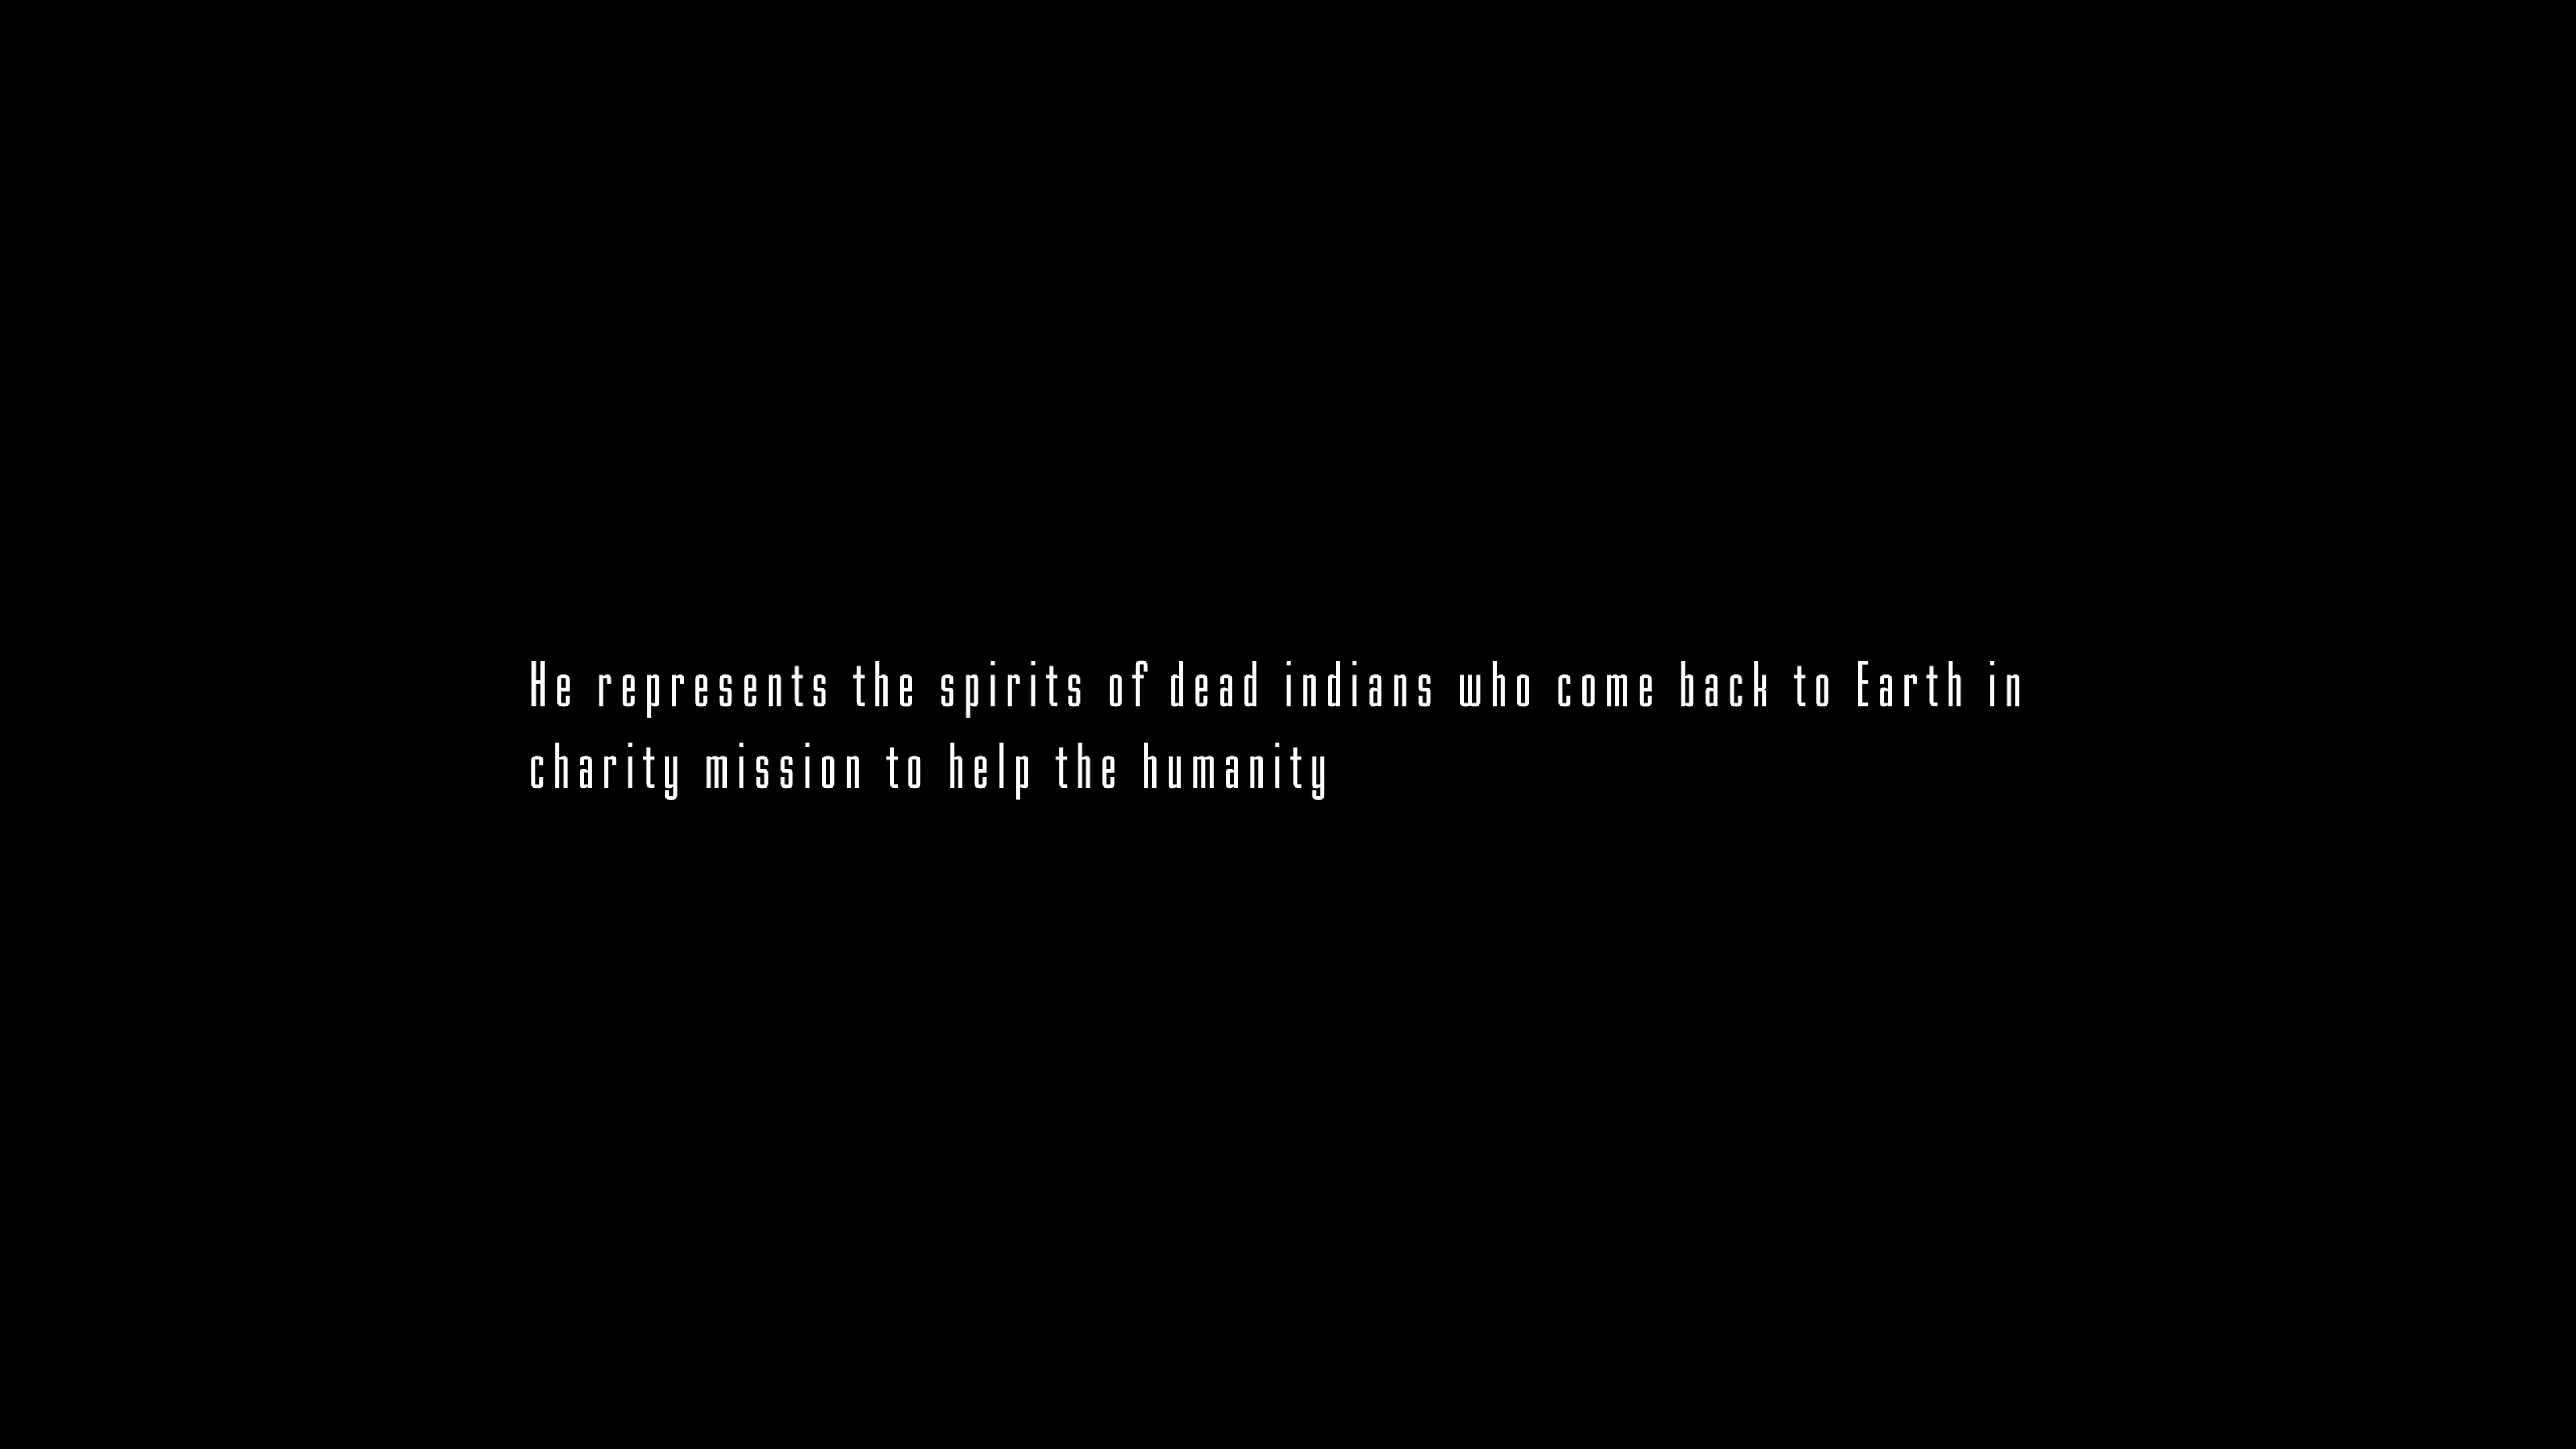 He represents the spirits of dead indians who come back to Earth in
charity mission to help the humanity